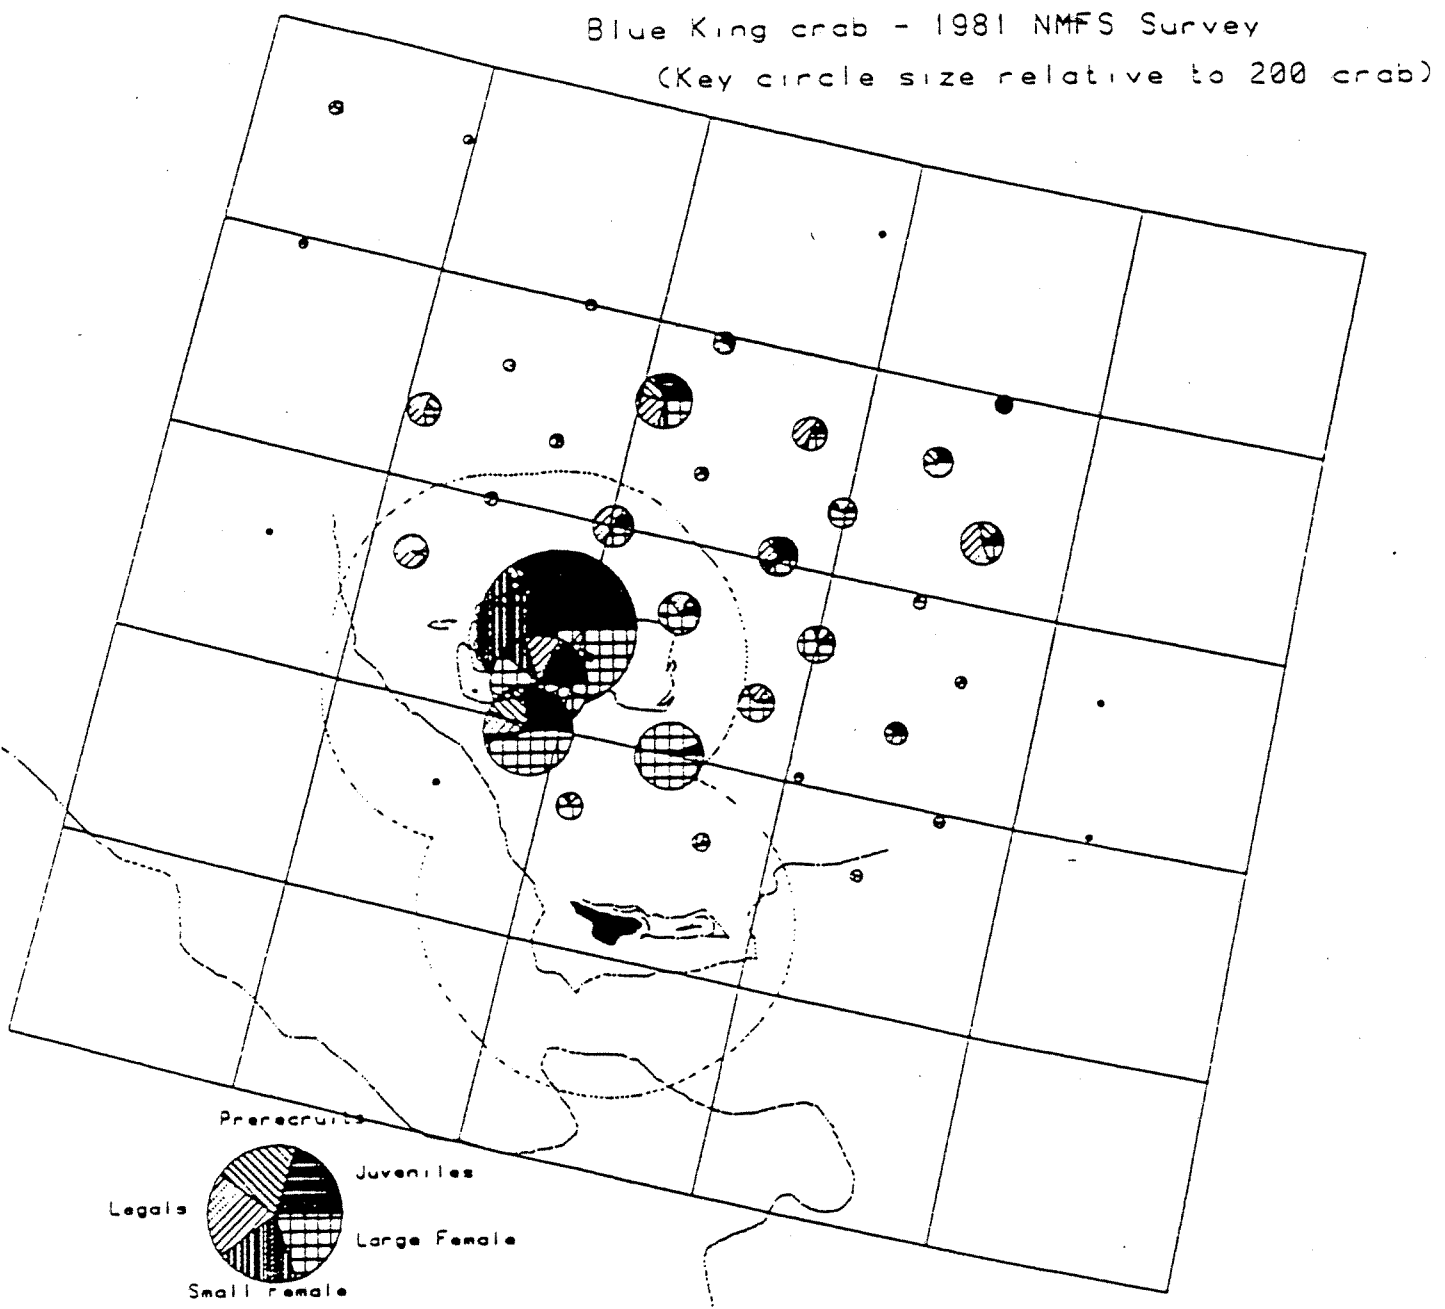 Blue King crab - 1981 NMFS Survey
(Key circle size relative to 200 crab)
Prerecruits
Juveniles
Legals
Large Female
Small Female